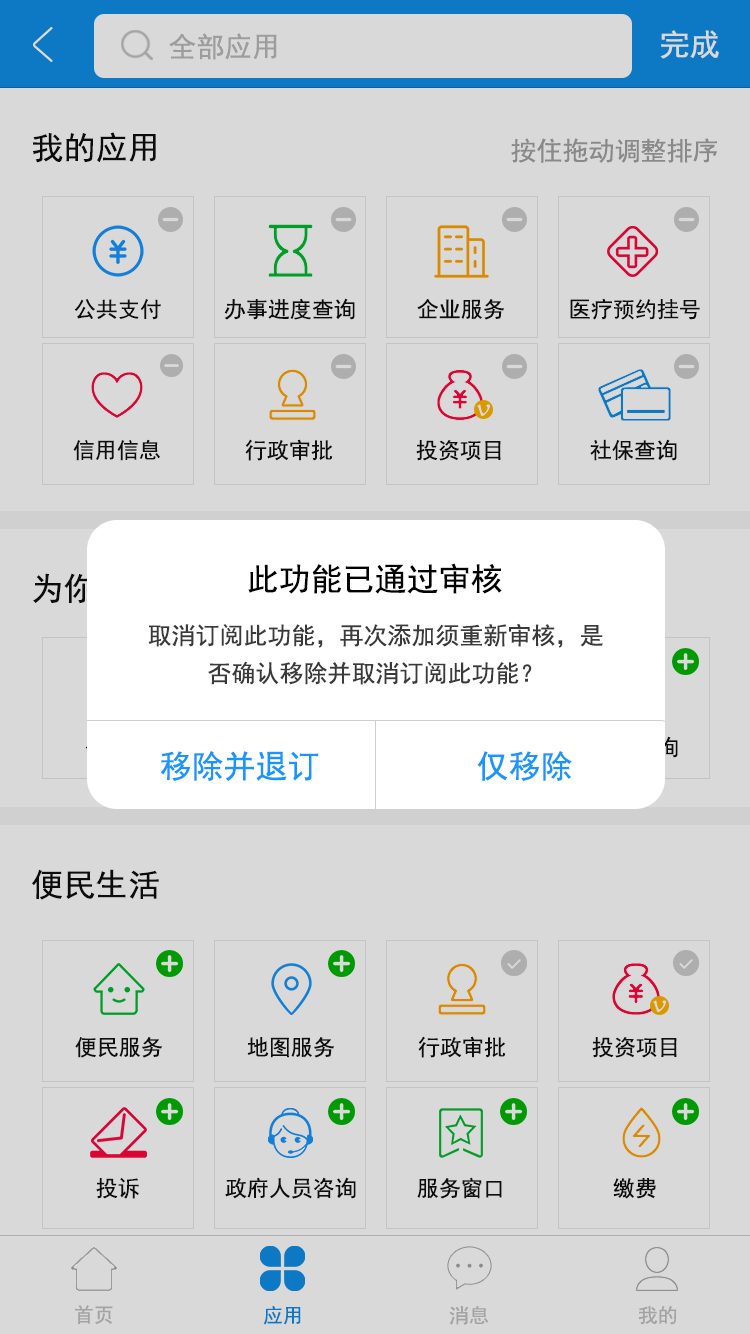 全部应用
完成
我的应用
按住拖动调整排序
公共支付
办事进度查询
企业服务
医疗预约挂号
信用信息
行政审批
投资项目
社保查询
为你
此功能已通过审核
取消订阅此功能，再次添加须重新审核，是
否确认移除并取消订阅此功能？
询
移除并退订
仅移除
便民生活
便民服务
地图服务
行政审批
投资项目
投诉
政府人员咨询
服务窗口
缴费
首页
应用
消息
我的